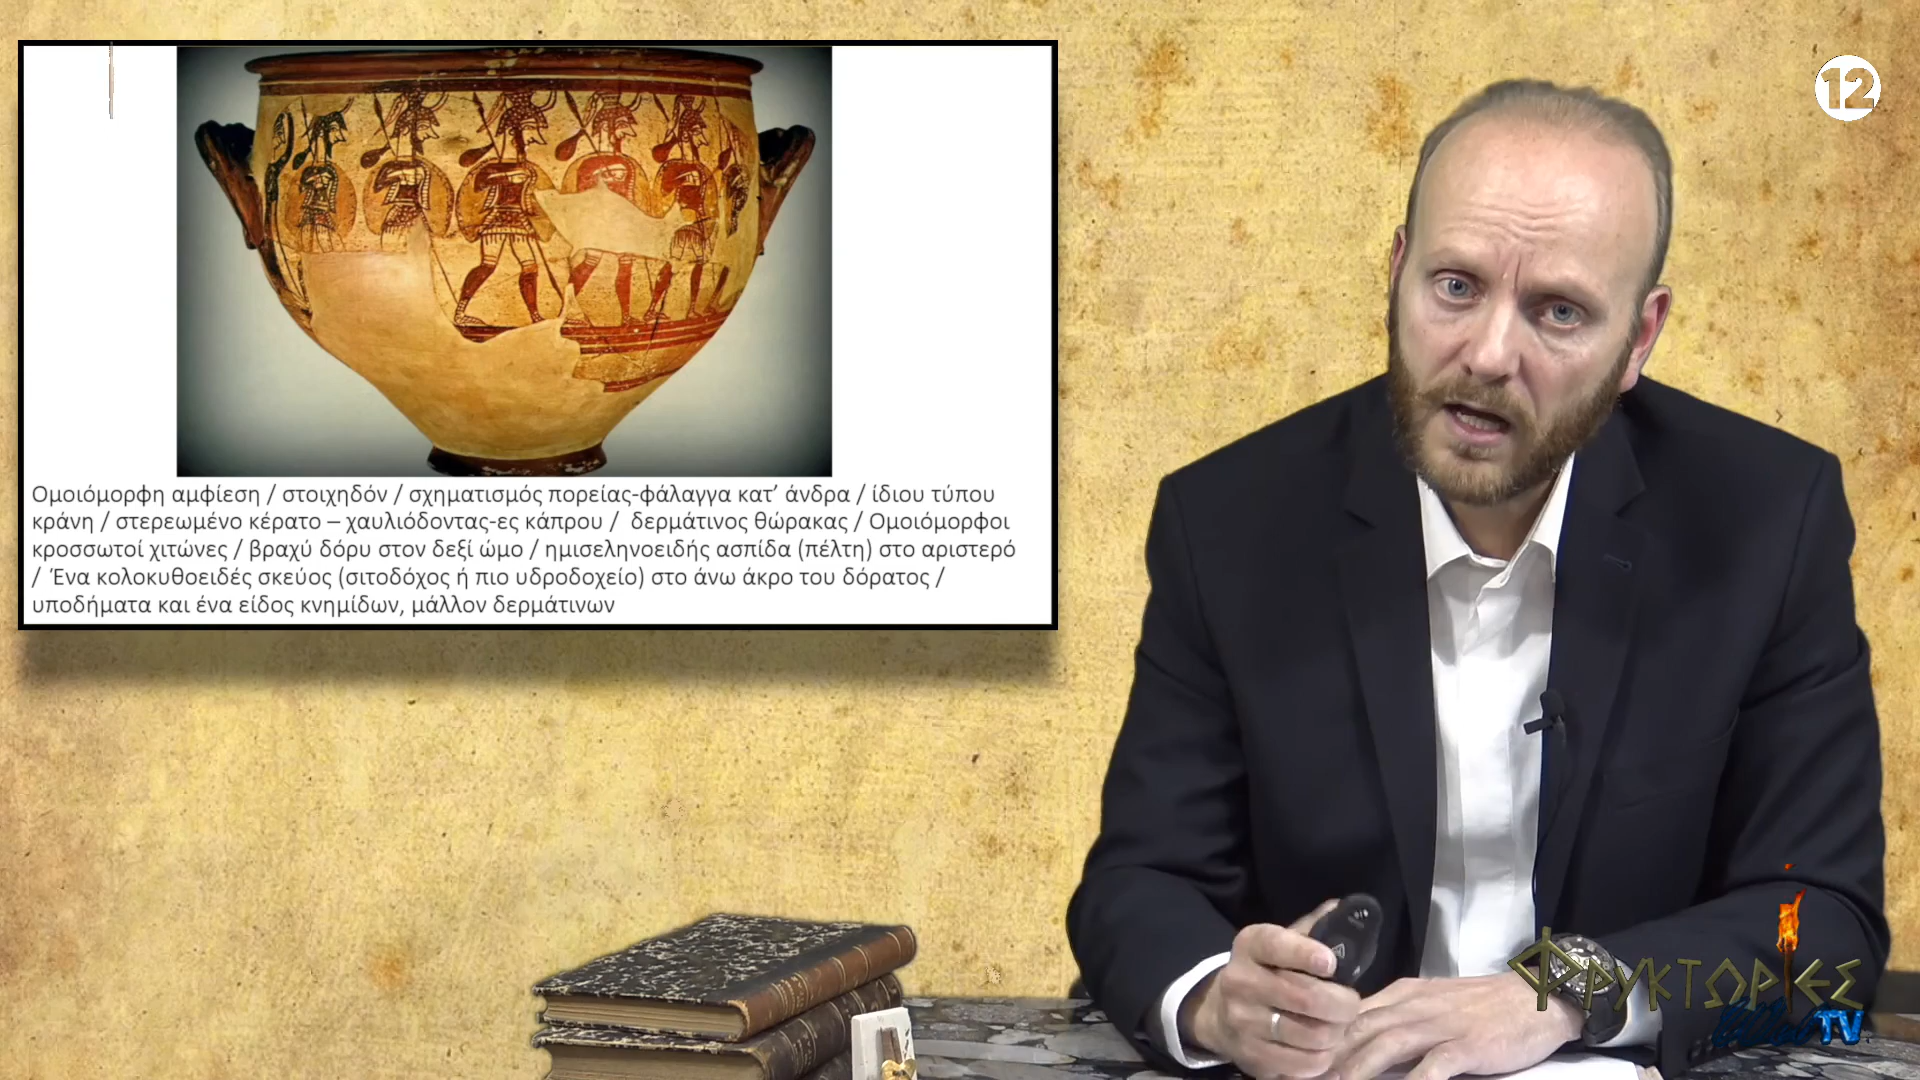 Ομοιόμορφη αμφίεση / στοιχηδόν / σχηματισμός πορείας-φάλαγγα κατ’ άνδρα / ίδιου τύπου
κράνη / στερεωμένο κέρατο – χαυλιόδοντας-ες κάπρου / δερμάτινος θώρακας / Ομοιόμορφοι
κροσσωτοί χιτώνες / βραχύ δόρυ στον δεξί ώμο / ημισεληνοειδής ασπίδα (πέλτη) στο αριστερό
/ Ένα κολοκυθοειδές σκεύος (σιτοδόχος ή πιο υδροδοχείο) στο άνω άκρο του δόρατος /
υποδήματα και ένα είδος κνημίδων, μάλλον δερμάτινων
12
Φρυκτωρίες
TV